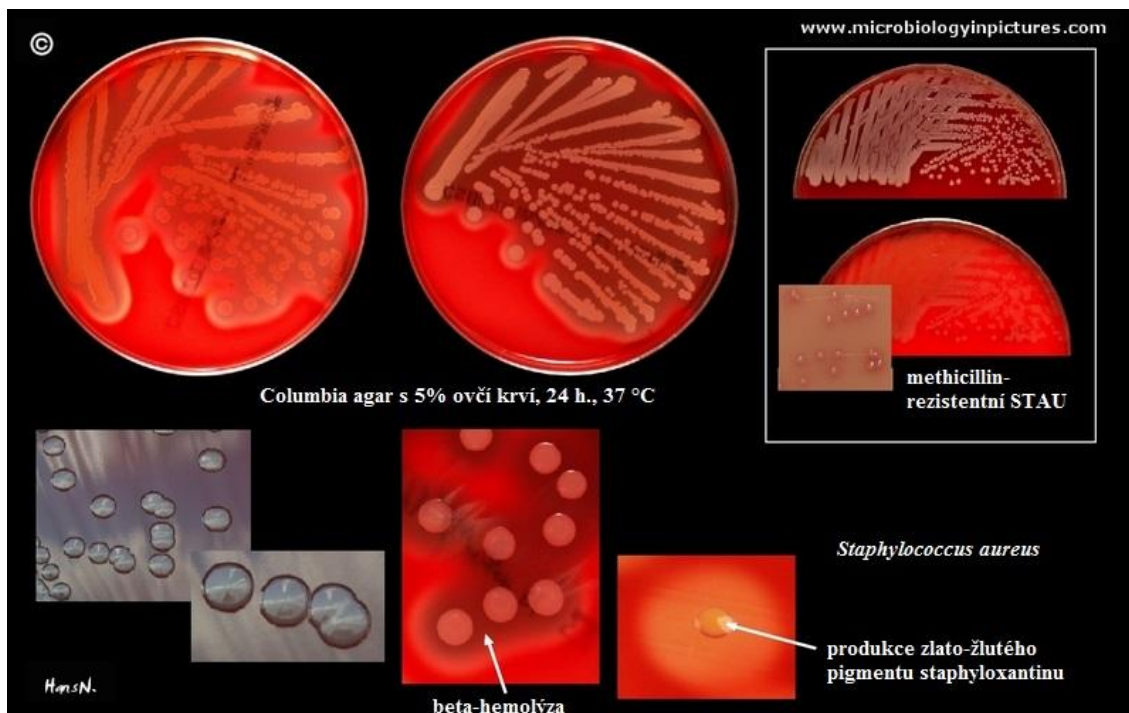 ©
www.microbiologyinpictures.com
Columbia agar s 5% ovčí krví, 24 h., 37 °C
methicillin-
rezistentní STAU
Staphylococcus aureus
produkce zlato-žlutého
pigmentu staphyloxantinu
beta-hemolýza
HansN.